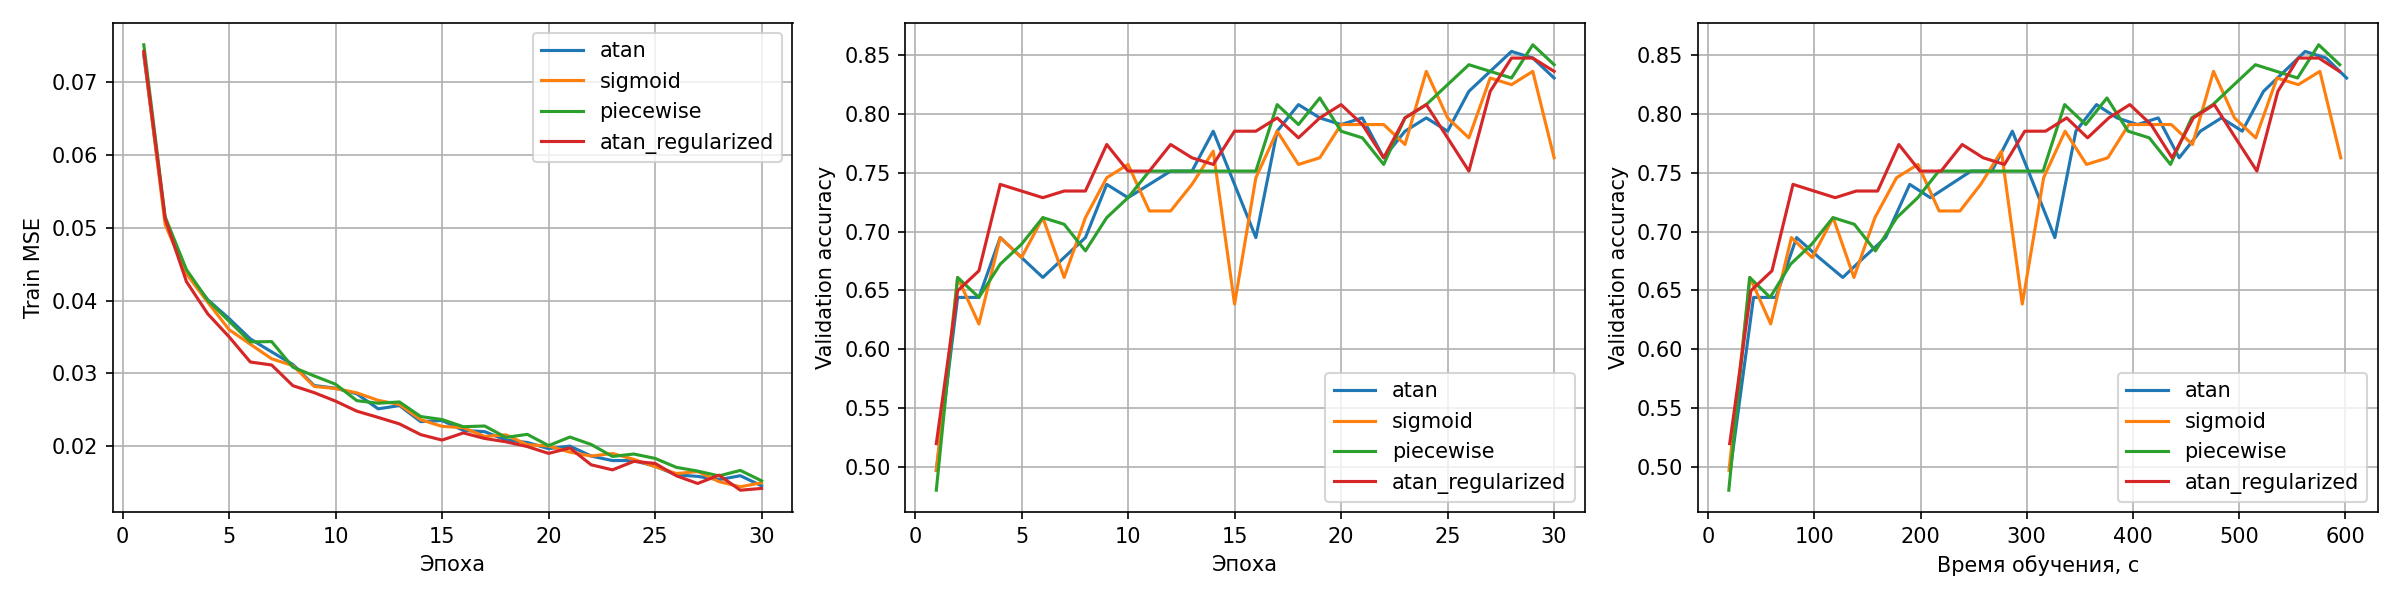 Train MSE
0.07
0.06
0.05
0.04
0.03
0.02
0 5 10 15 20 25 30
Эпоха
atan
sigmoid
piecewise
atan_regularized
Validation accuracy
0.85
0.80
0.75
0.70
0.65
0.60
0.55
0.50
0 5 10 15 20 25 30
Эпоха
atan
sigmoid
piecewise
atan_regularized
Validation accuracy
0.85
0.80
0.75
0.70
0.65
0.60
0.55
0.50
0 100 200 300 400 500 600
Время обучения, с
atan
sigmoid
piecewise
atan_regularized